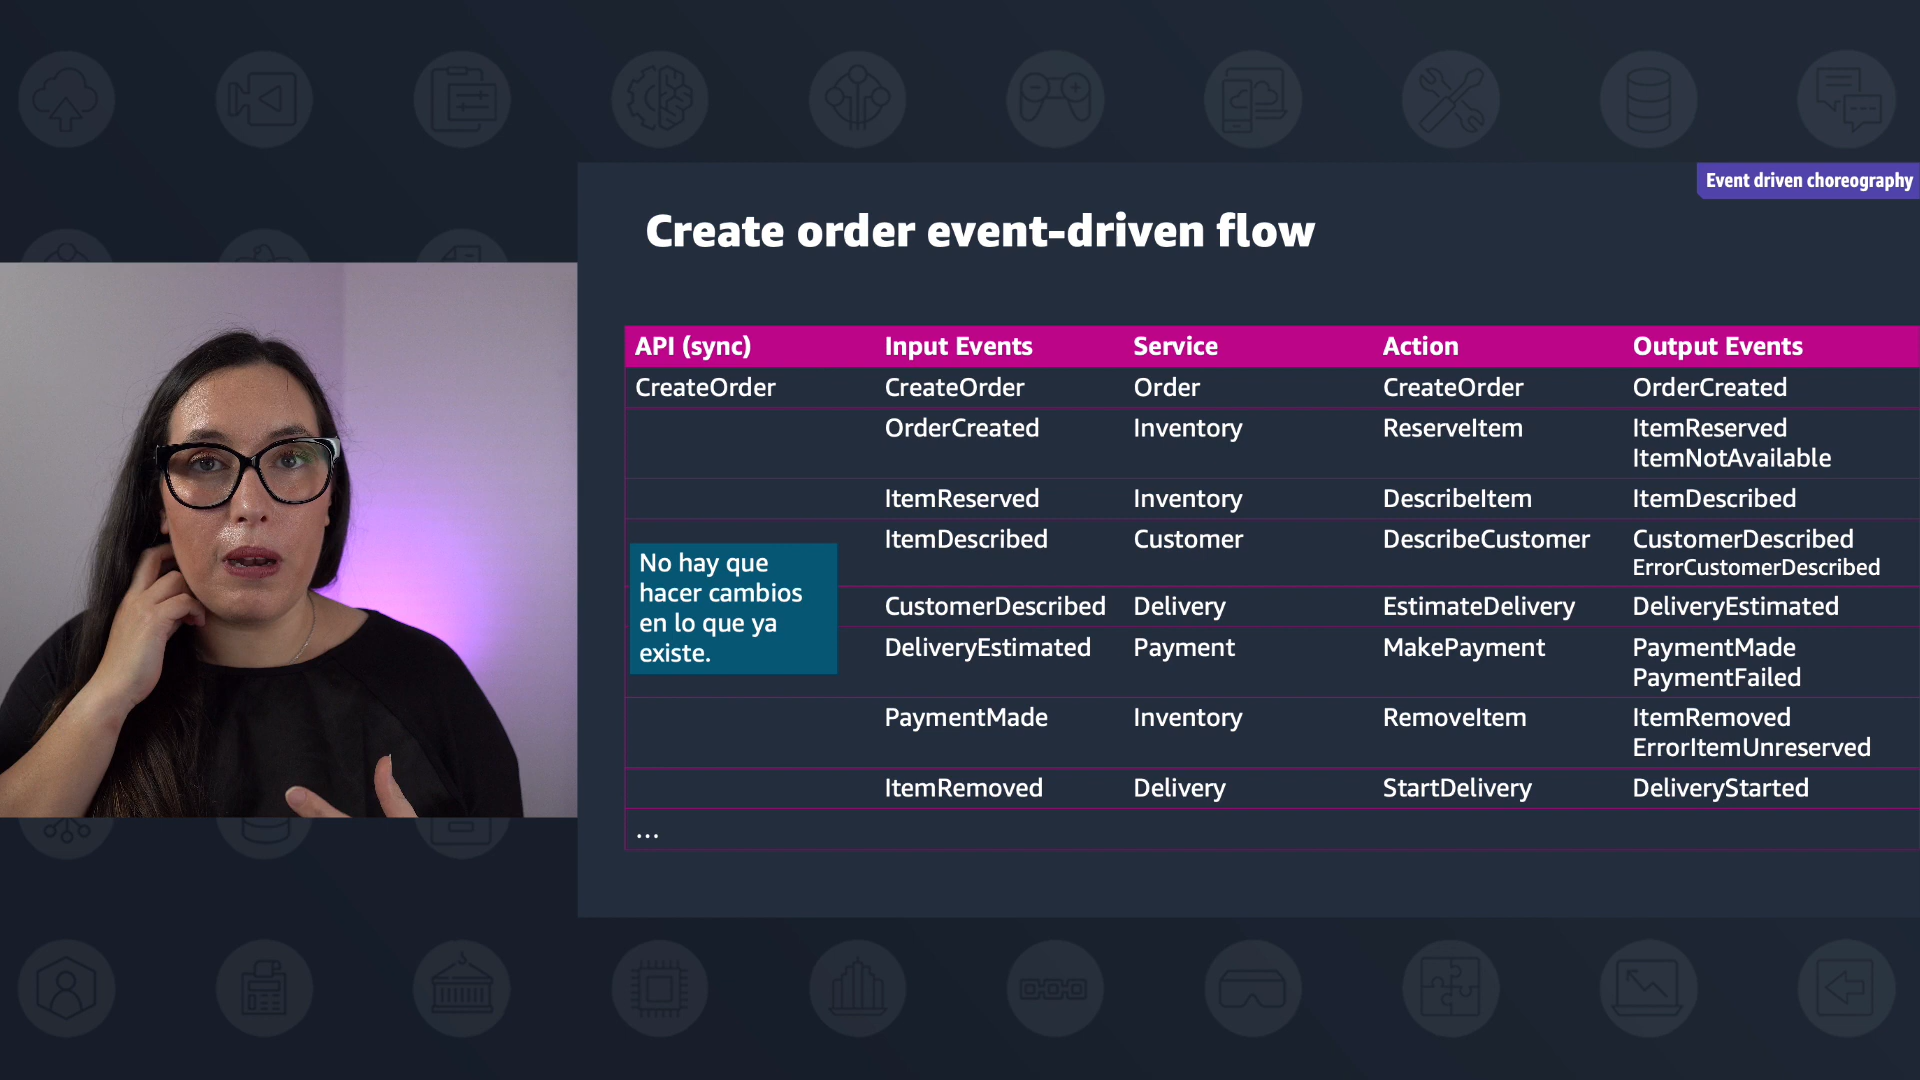 Event driven choreography
Create order event-driven flow
API (sync) Input Events Service Action Output Events
CreateOrder CreateOrder Order CreateOrder OrderCreated
OrderCreated Inventory ReserveItem ItemReserved
ItemNotAvailable
ItemReserved Inventory DescribeItem ItemDescribed
ItemDescribed Customer DescribeCustomer CustomerDescribed
ErrorCustomerDescribed
No hay que
hacer cambios
en lo que ya
existe.
CustomerDescribed Delivery EstimateDelivery DeliveryEstimated
DeliveryEstimated Payment MakePayment PaymentMade
PaymentFailed
PaymentMade Inventory RemoveItem ItemRemoved
ErrorItemUnreserved
ItemRemoved Delivery StartDelivery DeliveryStarted
...